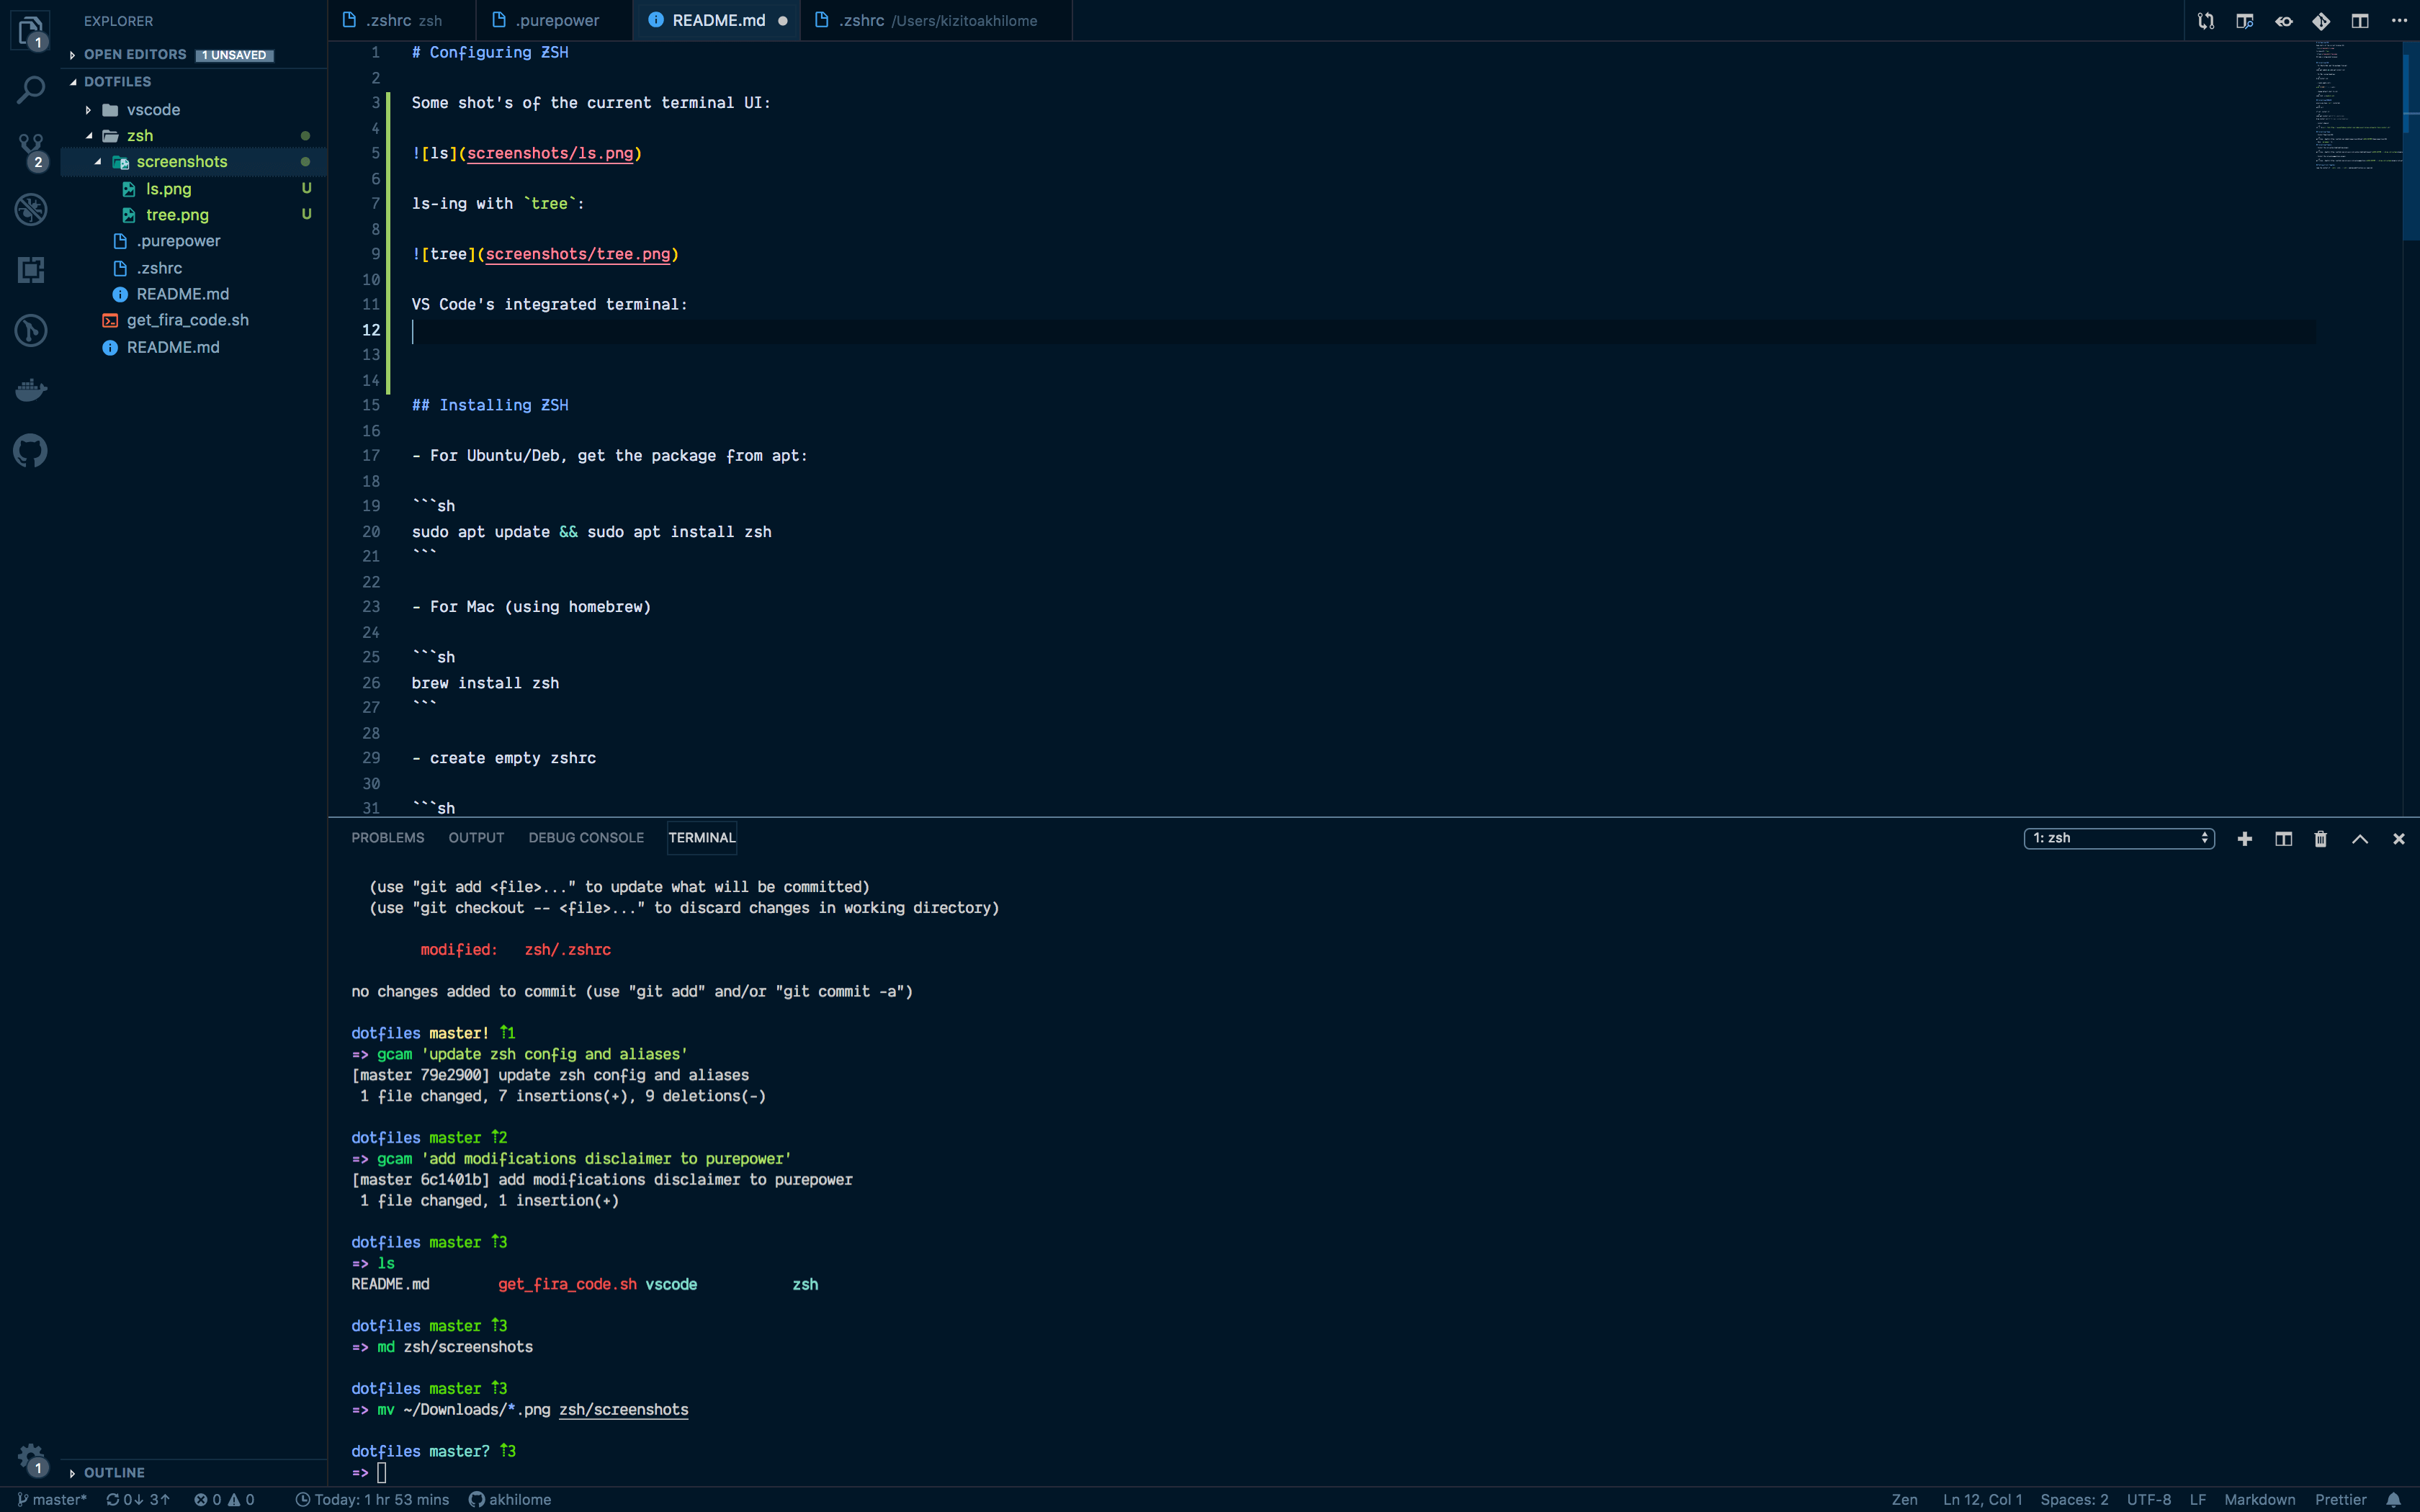 EXPLORER
OPEN EDITORS 1 UNSAVED
DOTFILES
vscode
zsh
screenshots
ls.png U
tree.png U
.purepower
.zshrc
README.md
get_fira_code.sh
README.md
OUTLINE
1
2
1
.zshrc zsh
.purepower
README.md
.zshrc /Users/kizitoakhilome
1 # Configuring ZSH
2
3 Some shot's of the current terminal UI:
4
5 ![ls](screenshots/ls.png)
6
7 ls-ing with `tree`:
8
9 ![tree](screenshots/tree.png)
10
11 VS Code's integrated terminal:
12
13
14
15 ## Installing ZSH
16
17 - For Ubuntu/Deb, get the package from apt:
18
19 ```sh
20 sudo apt update && sudo apt install zsh
21 ```
22
23 - For Mac (using homebrew)
24
25 ```sh
26 brew install zsh
27 ```
28
29 - create empty zshrc
30
31 ```sh
PROBLEMS OUTPUT DEBUG CONSOLE TERMINAL
1: zsh
(use "git add <file>..." to update what will be committed)
(use "git checkout -- <file>..." to discard changes in working directory)
modified: zsh/.zshrc
no changes added to commit (use "git add" and/or "git commit -a")
dotfiles master! ⇡1
=> gcam 'update zsh config and aliases'
[master 79e2900] update zsh config and aliases
1 file changed, 7 insertions(+), 9 deletions(-)
dotfiles master ⇡2
=> gcam 'add modifications disclaimer to purepower'
[master 6c1401b] add modifications disclaimer to purepower
1 file changed, 1 insertion(+)
dotfiles master ⇡3
=> ls
README.md get_fira_code.sh vscode zsh
dotfiles master ⇡3
=> md zsh/screenshots
dotfiles master ⇡3
=> mv ~/Downloads/*.png zsh/screenshots
dotfiles master? ⇡3
=>
master* 0↓ 3↑ 0 0 Today: 1 hr 53 mins akhilome
Zen Ln 12, Col 1 Spaces: 2 UTF-8 LF Markdown Prettier